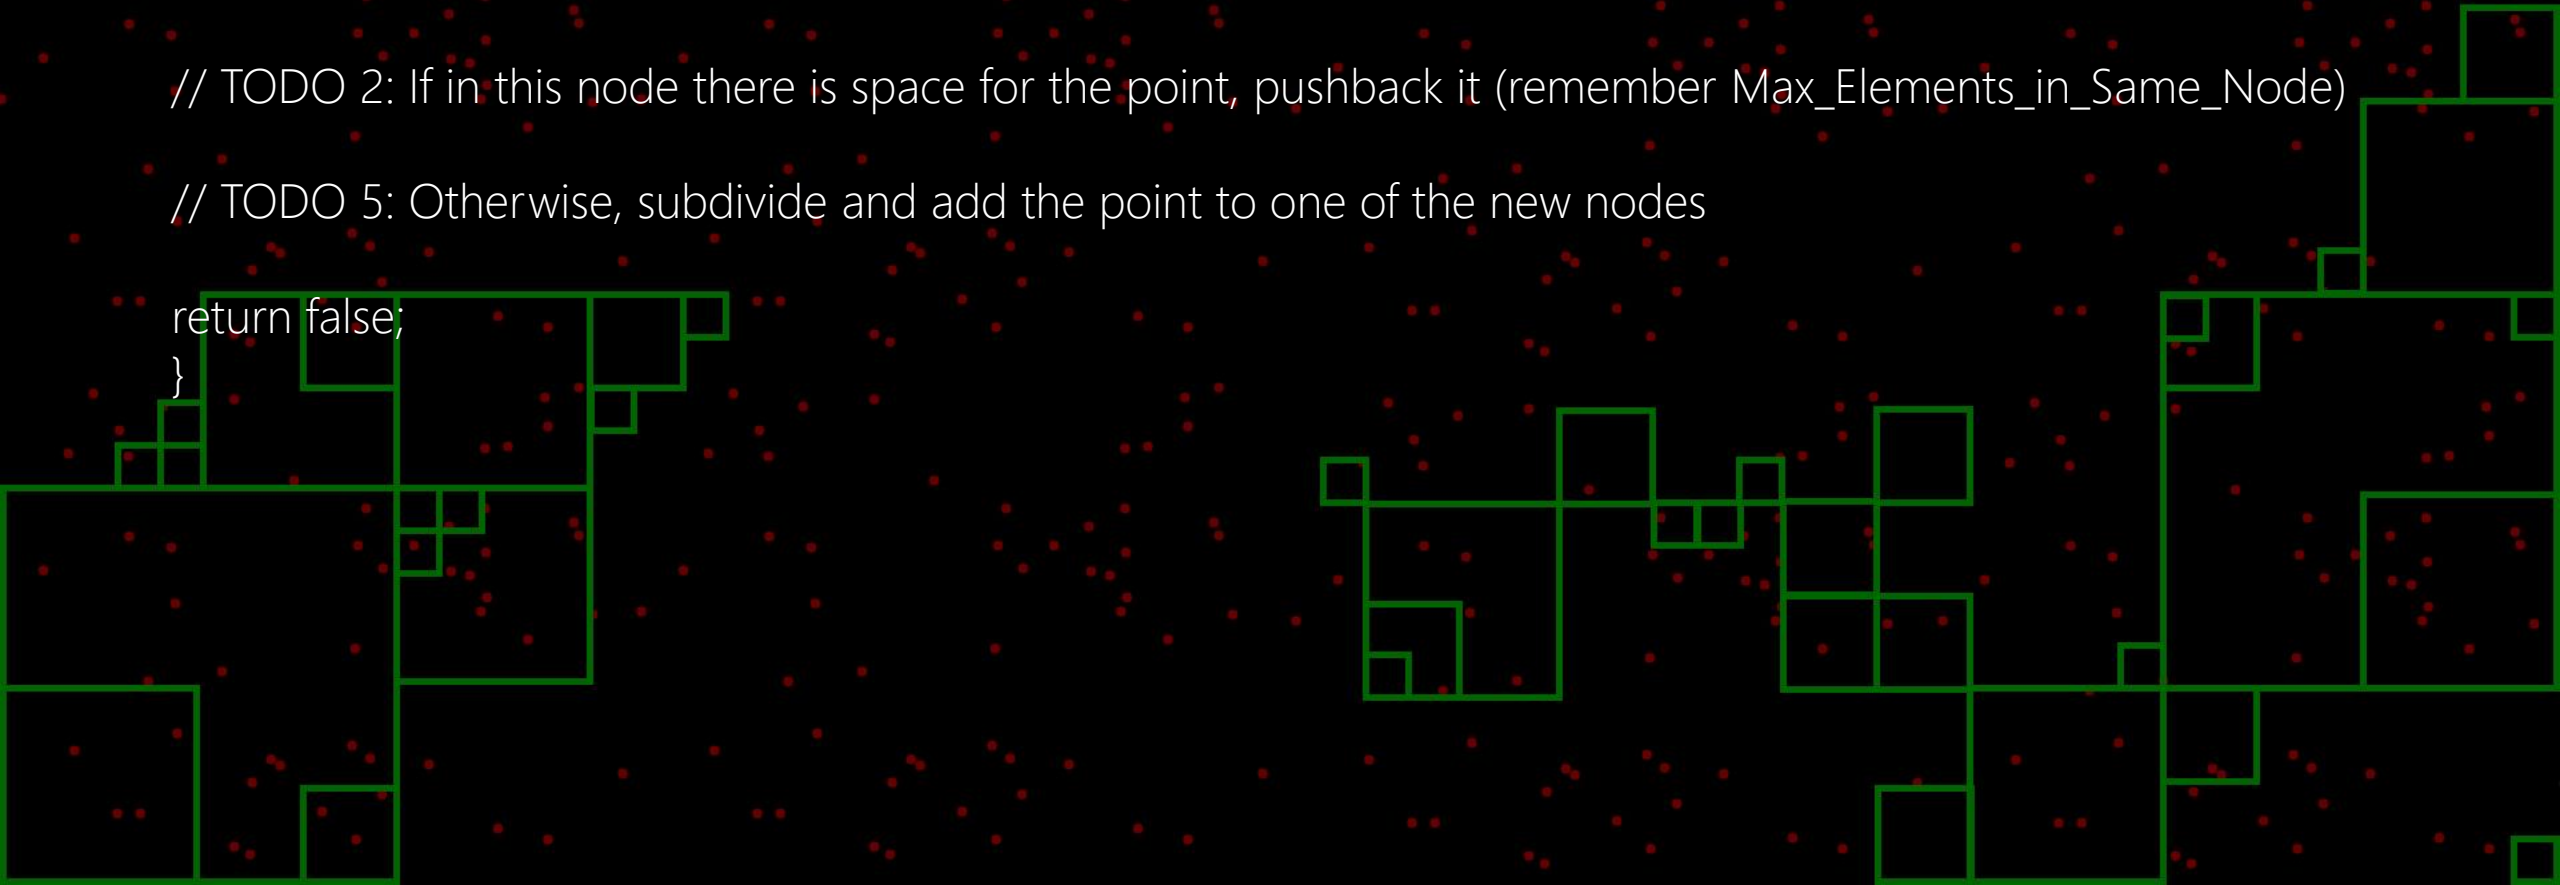 // TODO 2: If in this node there is space for the point, pushback it (remember Max_Elements_in_Same_Node)
// TODO 5: Otherwise, subdivide and add the point to one of the new nodes
return false;
}